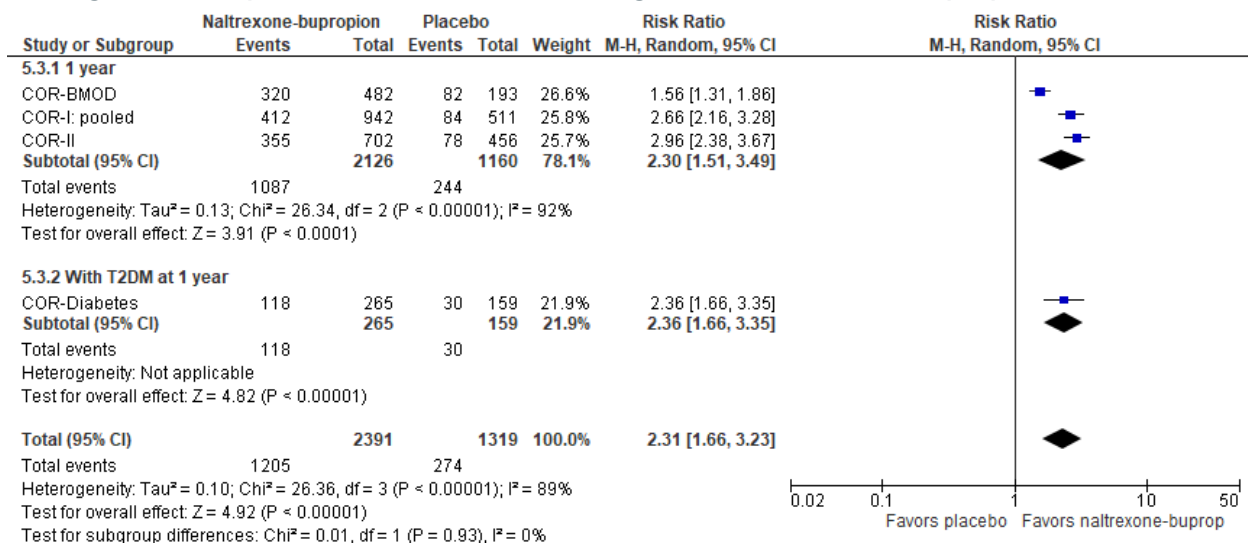 Naltrexone-bupropion Placebo Risk Ratio Risk Ratio
Study or Subgroup Events Total Events Total Weight M-H, Random, 95% CI M-H, Random, 95% CI
5.3.1 1 year
COR-BMOD 320 482 82 193 26.6% 1.56 [1.31, 1.86]
COR-I: pooled 412 942 84 511 25.8% 2.66 [2.16, 3.28]
COR-II 355 702 78 456 25.7% 2.96 [2.38, 3.67]
Subtotal (95% CI) 2126 1160 78.1% 2.30 [1.51, 3.49]
Total events 1087 244
Heterogeneity: Tau² = 0.13; Chi² = 26.34, df = 2 (P < 0.00001); I² = 92%
Test for overall effect: Z = 3.91 (P < 0.0001)
5.3.2 With T2DM at 1 year
COR-Diabetes 118 265 30 159 21.9% 2.36 [1.66, 3.35]
Subtotal (95% CI) 265 159 21.9% 2.36 [1.66, 3.35]
Total events 118 30
Heterogeneity: Not applicable
Test for overall effect: Z = 4.82 (P < 0.00001)
Total (95% CI) 2391 1319 100.0% 2.31 [1.66, 3.23]
Total events 1205 274
Heterogeneity: Tau² = 0.10; Chi² = 26.36, df = 3 (P < 0.00001); I² = 89%
Test for overall effect: Z = 4.92 (P < 0.00001)
Test for subgroup differences: Chi² = 0.01, df = 1 (P = 0.93), I² = 0%
0.02 0.1 1 10 50
Favors placebo Favors naltrexone-buprop